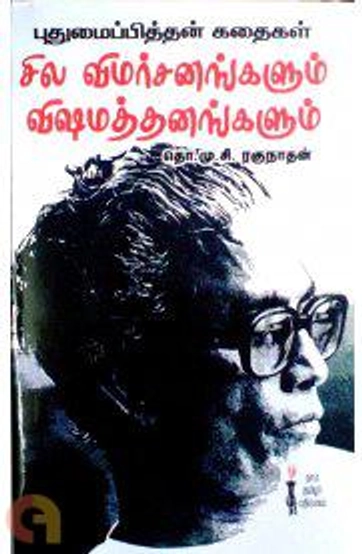 புதுமைப்பித்தன் கதைகள்
சில விமர்சனங்களும்
விஷமத்தனங்களும்
தொ.மு.சி. ரகுநாதன்